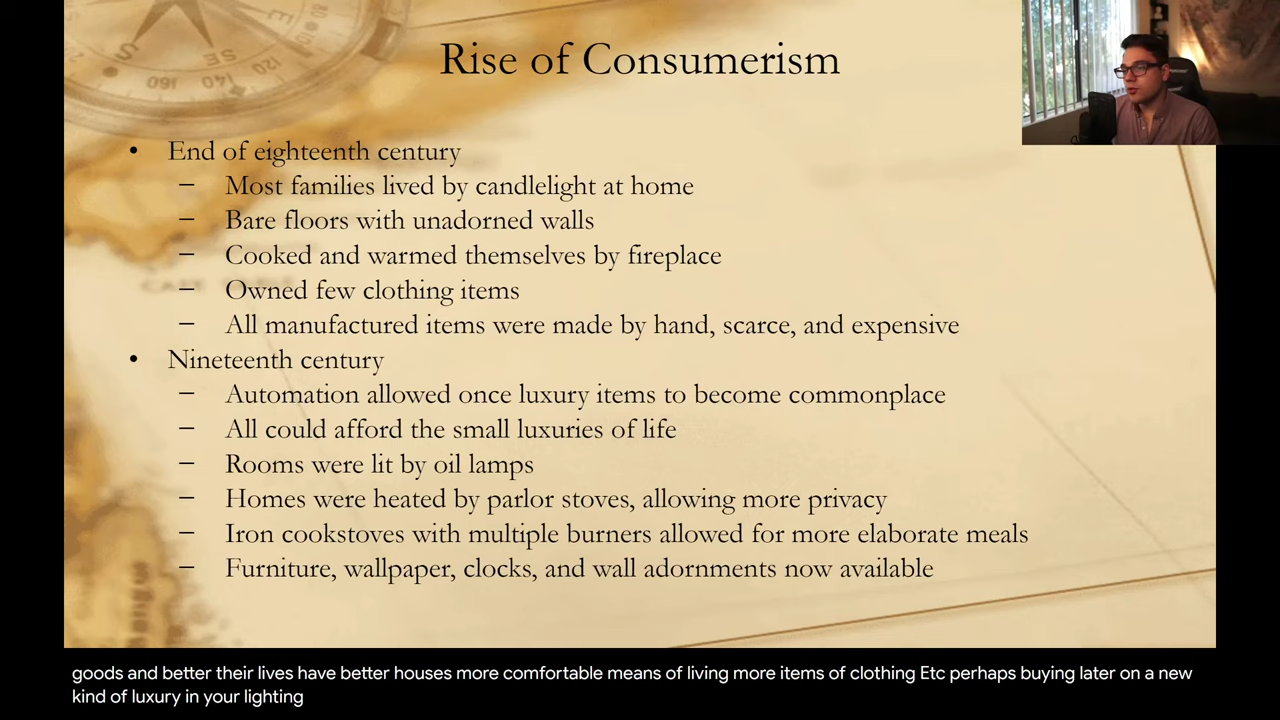 Rise of Consumerism
• End of eighteenth century
– Most families lived by candlelight at home
– Bare floors with unadorned walls
– Cooked and warmed themselves by fireplace
– Owned few clothing items
– All manufactured items were made by hand, scarce, and expensive
• Nineteenth century
– Automation allowed once luxury items to become commonplace
– All could afford the small luxuries of life
– Rooms were lit by oil lamps
– Homes were heated by parlor stoves, allowing more privacy
– Iron cookstoves with multiple burners allowed for more elaborate meals
– Furniture, wallpaper, clocks, and wall adornments now available
goods and better their lives have better houses more comfortable means of living more items of clothing Etc perhaps buying later on a new
kind of luxury in your lighting
S
SE
E
160
140
120
80